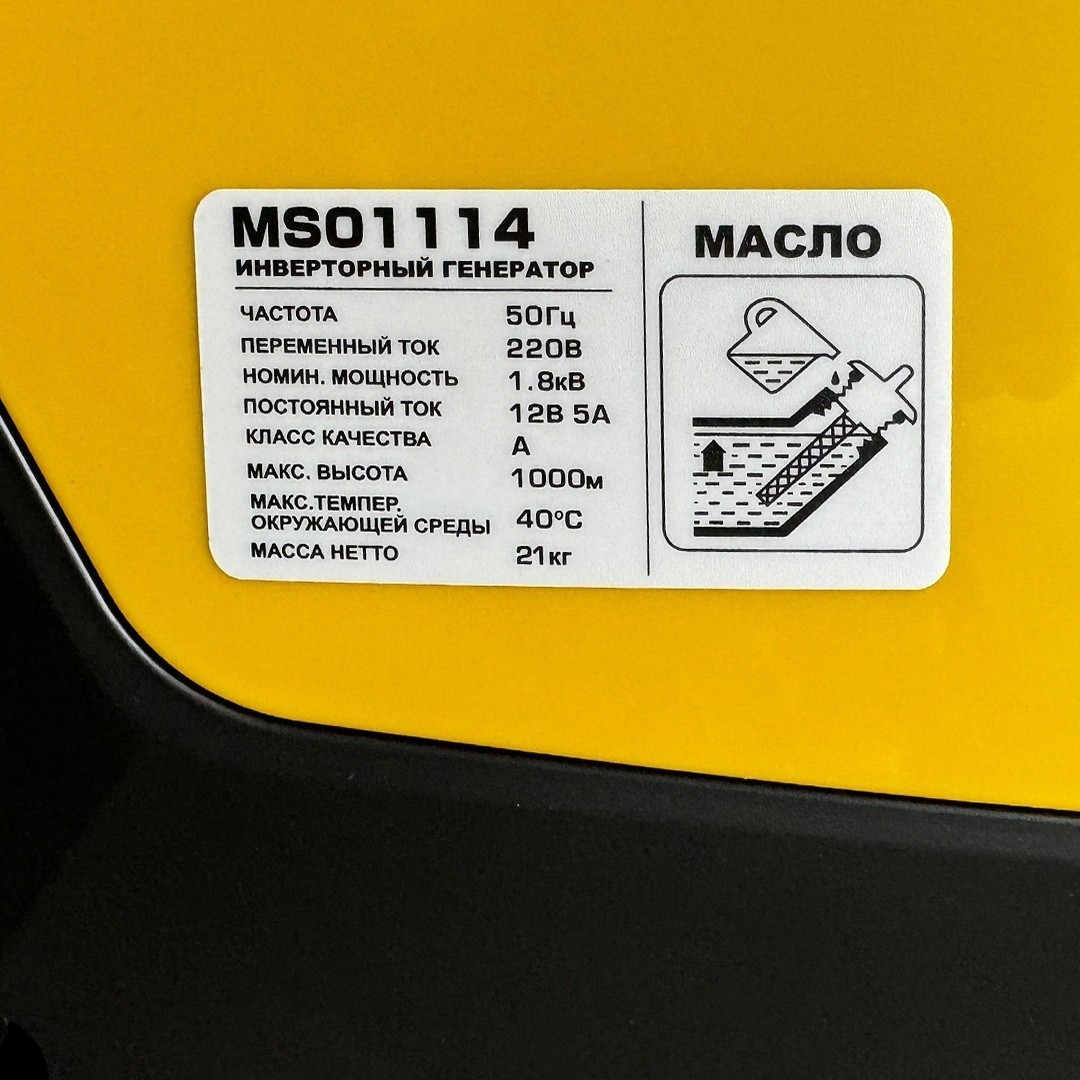 MS01114
ИНВЕРТОРНЫЙ ГЕНЕРАТОР
ЧАСТОТА 50Гц
ПЕРЕМЕННЫЙ ТОК 220В
НОМИН. МОЩНОСТЬ 1.8кВ
ПОСТОЯННЫЙ ТОК 12В 5А
КЛАСС КАЧЕСТВА А
МАКС. ВЫСОТА 1000м
МАКС.ТЕМПЕР.
ОКРУЖАЮЩЕЙ СРЕДЫ 40°С
МАССА НЕТТО 21кг
МАСЛО